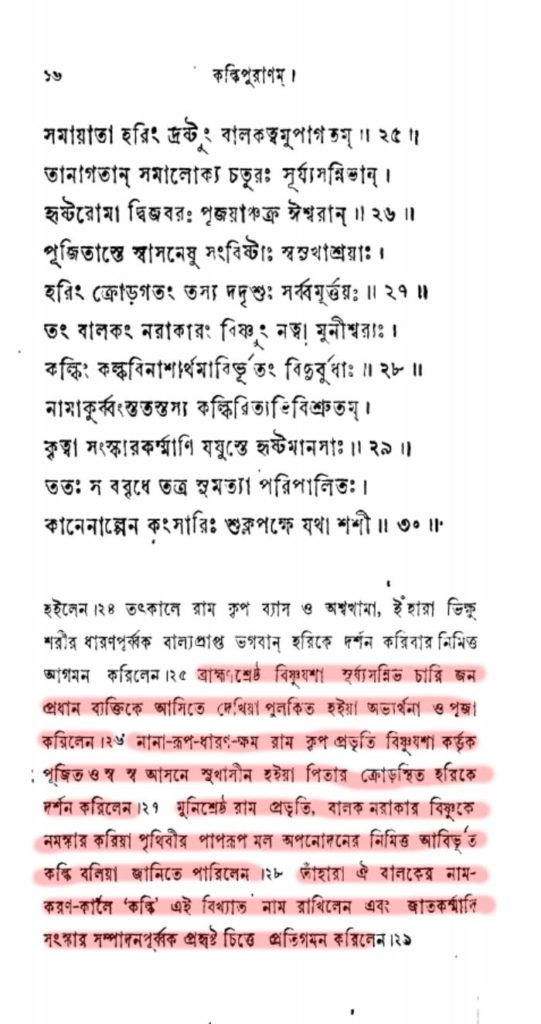 ১৬ কল্কিপুরাণম্।
সমায়াতা হরিং দ্রষ্টুং বালকত্বমুপাগতম্॥ ২৫॥
তানাগতান্ সমালোক্য চতুরঃ সূর্য্যসন্নিভান্।
হৃষ্টরোমা দ্বিজবরঃ পূজয়াঞ্চক্র ঈশ্বরান্॥ ২৬॥
পূজিতাস্তে স্বাসনেষু সংবিষ্টাঃ স্বসুখাশ্রয়াঃ।
হরিং ক্রোড়গতং তস্য দদৃশুঃ সর্ব্বমূর্ত্তয়ঃ॥ ২৭॥
তং বালকং নরাকারং বিষ্ণুং নত্বা মুনীশ্বরাঃ।
কল্কিং কল্কবিনাশার্থমাবির্ভূতং বিদুর্বুধাঃ॥ ২৮॥
নামাকুর্ব্বংস্ততস্তস্য কল্কিরিত্যভিবিশ্রুতম্।
কৃত্বা সংস্কারকর্ম্মাণি যযুস্তে হৃষ্টমানসাঃ॥ ২৯॥
ততঃ স ববৃধে তত্র সুমত্যা পরিপালিতঃ।
কালেনাল্পেন কংসারিঃ শুক্লপক্ষে যথা শশী॥ ৩০॥
হইলেন।২৪ তৎকালে রাম কৃপ ব্যাস ও অশ্বত্থামা, ইঁহারা ভিক্ষু
শরীর ধারণপূর্ব্বক বাল্যপ্রাপ্ত ভগবান্ হরিকে দর্শন করিবার নিমিত্ত
আগমন করিলেন।২৫ ব্রাহ্মণশ্রেষ্ঠ বিষ্ণুযশা সূর্য্যসন্নিভ চারি জন
প্রধান ব্যক্তিকে আসিতে দেখিয়া পুলকিত হইয়া অভ্যর্থনা ও পূজা
করিলেন।২৬ নানা-রূপ-ধারণ-ক্ষম রাম কৃপ প্রভৃতি বিষ্ণুযশা কর্ত্তৃক
পূজিত ও স্ব স্ব আসনে সুখাসীন হইয়া পিতার ক্রোড়স্থিত হরিকে
দর্শন করিলেন।২৭ মুনিশ্রেষ্ঠ রাম প্রভৃতি, বালক নরাকার বিষ্ণুকে
নমস্কার করিয়া পৃথিবীর পাপরূপ মল অপনোদনের নিমিত্ত আবির্ভূত
কল্কি বলিয়া জানিতে পারিলেন।২৮ তাঁহারা ঐ বালকের নাম-
করণ-কালে ‘কল্কি’ এই বিখ্যাত নাম রাখিলেন এবং জাতকর্ম্মাদি
সংস্কার সম্পাদনপূর্ব্বক প্রহৃষ্ট চিত্তে প্রতিগমন করিলেন।২৯